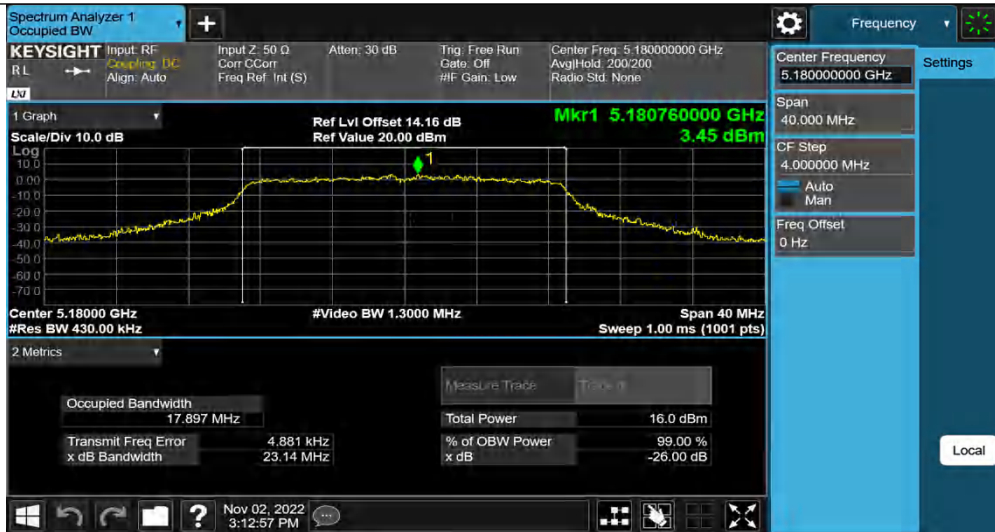 Spectrum Analyzer 1
Occupied BW
+
Frequency
KEYSIGHT
RL
LXI
Input: RF
Coupling: DC
Align: Auto
Input Z: 50 Ω
Corr CCorr
Freq Ref: Int (S)
Atten: 30 dB
Trig: Free Run
Gate: Off
#IF Gain: Low
Center Freq: 5.180000000 GHz
Avg|Hold: 200/200
Radio Std: None
Center Frequency
5.180000000 GHz
Settings
Span
40.000 MHz
CF Step
4.000000 MHz
Auto
Man
Freq Offset
0 Hz
Local
1 Graph
Scale/Div 10.0 dB
Ref Lvl Offset 14.16 dB
Ref Value 20.00 dBm
Mkr1 5.180760000 GHz
3.45 dBm
Log
10.0
0.00
-10.0
-20.0
-30.0
-40.0
-50.0
-60.0
-70.0
1
Center 5.18000 GHz
#Res BW 430.00 kHz
#Video BW 1.3000 MHz
Span 40 MHz
Sweep 1.00 ms (1001 pts)
2 Metrics
Measure Trace
Occupied Bandwidth
17.897 MHz
Total Power 16.0 dBm
Transmit Freq Error 4.881 kHz
% of OBW Power 99.00 %
x dB Bandwidth 23.14 MHz
x dB -26.00 dB
?
Nov 02, 2022
3:12:57 PM